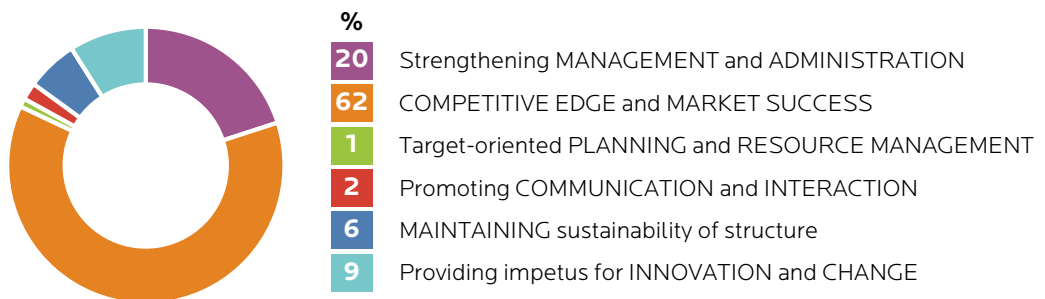 %
20 Strengthening MANAGEMENT and ADMINISTRATION
62 COMPETITIVE EDGE and MARKET SUCCESS
1 Target-oriented PLANNING and RESOURCE MANAGEMENT
2 Promoting COMMUNICATION and INTERACTION
6 MAINTAINING sustainability of structure
9 Providing impetus for INNOVATION and CHANGE